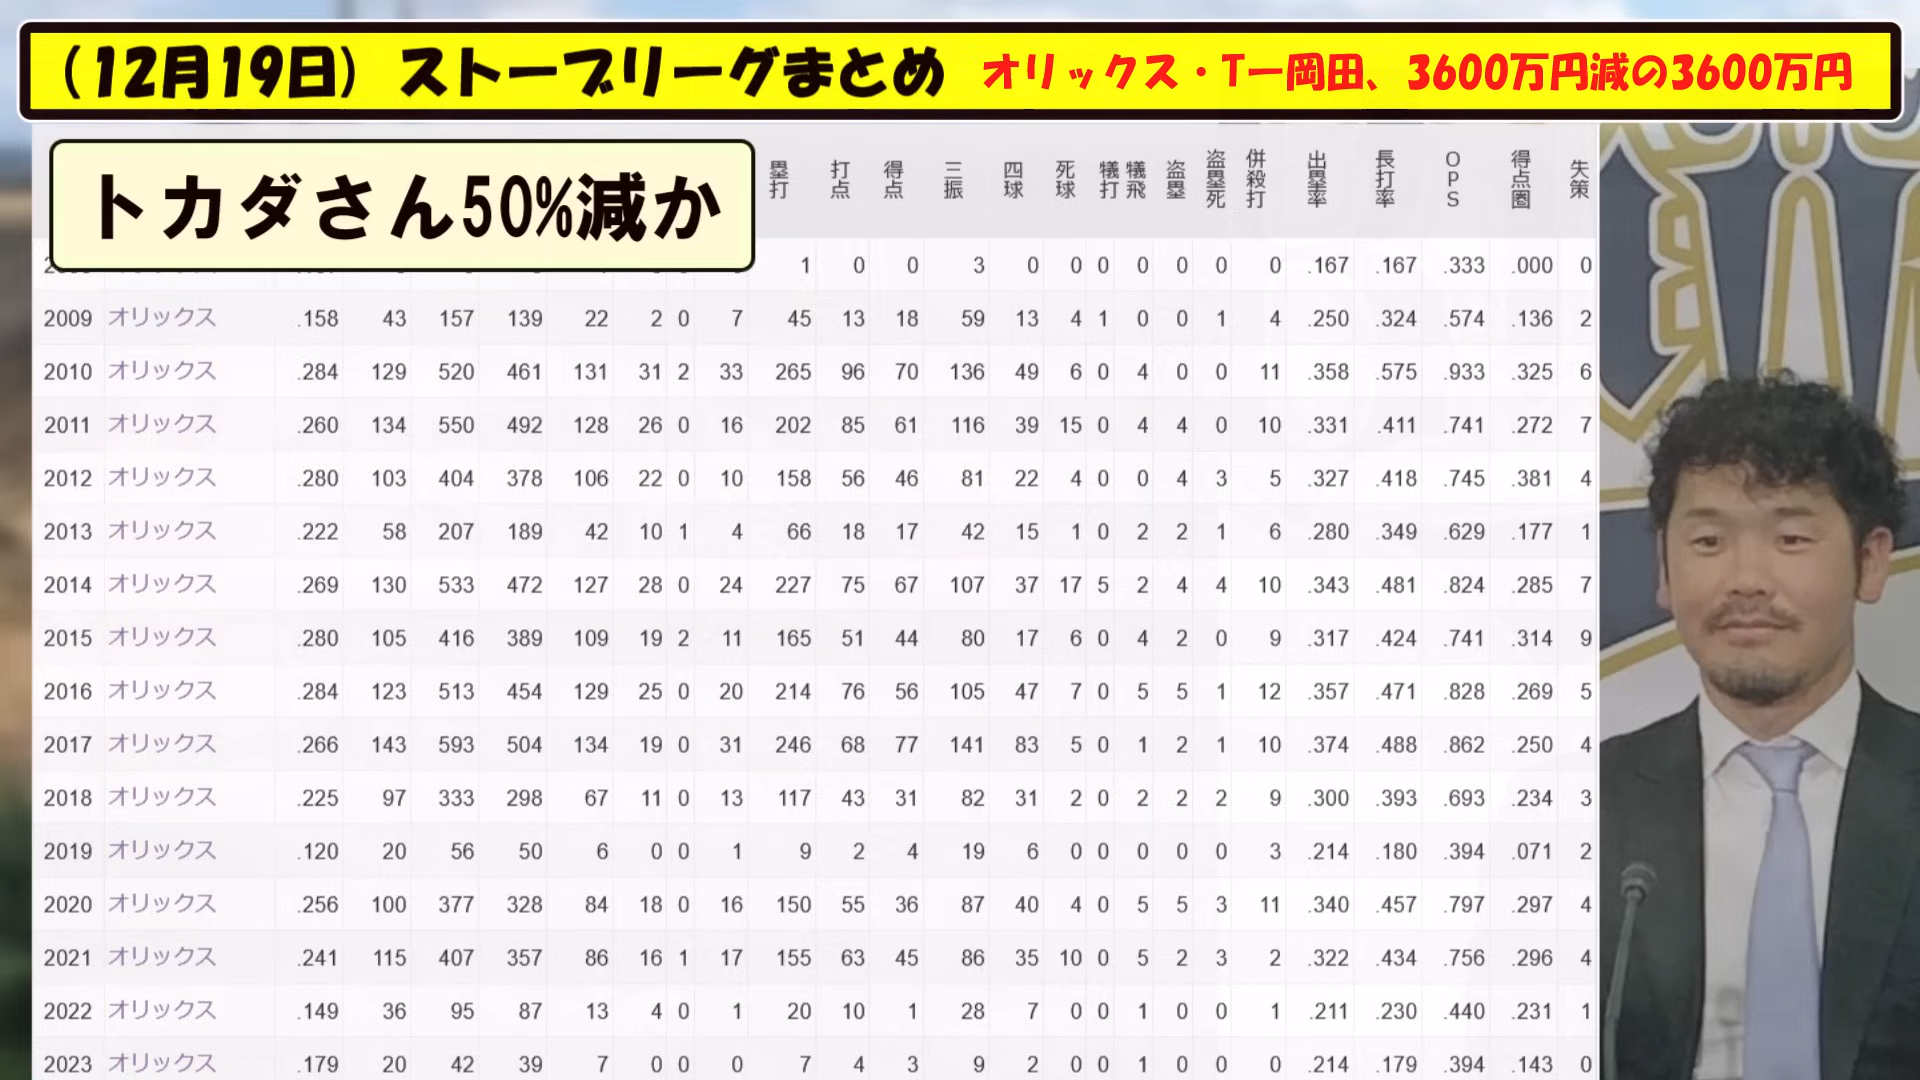 (12月19日) ストーブリーグまとめ オリックス・T−岡田、3600万円減の3600万円
トカダさん50%減か
塁打 打点 得点 三振 四球 死球 犠打 犠飛 盗塁 盗塁死 併殺打 出塁率 長打率 OPS 得点圏 失策
1 0 0 3 0 0 0 0 0 0 0 .167 .167 .333 .000 0
2009 オリックス .158 43 157 139 22 2 0 7 45 13 18 59 13 4 1 0 0 1 4 .250 .324 .574 .136 2
2010 オリックス .284 129 520 461 131 31 2 33 265 96 70 136 49 6 0 4 0 0 11 .358 .575 .933 .325 6
2011 オリックス .260 134 550 492 128 26 0 16 202 85 61 116 39 15 0 4 4 0 10 .331 .411 .741 .272 7
2012 オリックス .280 103 404 378 106 22 0 10 158 56 46 81 22 4 0 0 4 3 5 .327 .418 .745 .381 4
2013 オリックス .222 58 207 189 42 10 1 4 66 18 17 42 15 1 0 2 2 1 6 .280 .349 .629 .177 1
2014 オリックス .269 130 533 472 127 28 0 24 227 75 67 107 37 17 5 2 4 4 10 .343 .481 .824 .285 7
2015 オリックス .280 105 416 389 109 19 2 11 165 51 44 80 17 6 0 4 2 0 9 .317 .424 .741 .314 9
2016 オリックス .284 123 513 454 129 25 0 20 214 76 56 105 47 7 0 5 5 1 12 .357 .471 .828 .269 5
2017 オリックス .266 143 593 504 134 19 0 31 246 68 77 141 83 5 0 1 2 1 10 .374 .488 .862 .250 4
2018 オリックス .225 97 333 298 67 11 0 13 117 43 31 82 31 2 0 2 2 2 9 .300 .393 .693 .234 3
2019 オリックス .120 20 56 50 6 0 0 1 9 2 4 19 6 0 0 0 0 0 3 .214 .180 .394 .071 2
2020 オリックス .256 100 377 328 84 18 0 16 150 55 36 87 40 4 0 5 5 3 11 .340 .457 .797 .297 4
2021 オリックス .241 115 407 357 86 16 1 17 155 63 45 86 35 10 0 5 2 3 2 .322 .434 .756 .296 4
2022 オリックス .149 36 95 87 13 4 0 1 20 10 1 28 7 0 0 1 0 0 1 .211 .230 .440 .231 1
2023 オリックス .179 20 42 39 7 0 0 0 7 4 3 9 2 0 0 1 0 0 0 .214 .179 .394 .143 0